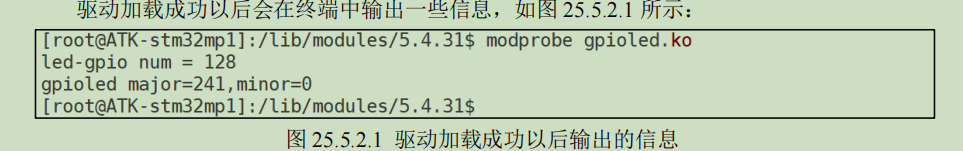 驱动加载成功以后会在终端中输出一些信息，如图 25.5.2.1 所示：
[root@ATK-stm32mp1]:/lib/modules/5.4.31$ modprobe gpioled.ko
led-gpio num = 128
gpioled major=241,minor=0
[root@ATK-stm32mp1]:/lib/modules/5.4.31$
图 25.5.2.1 驱动加载成功以后输出的信息